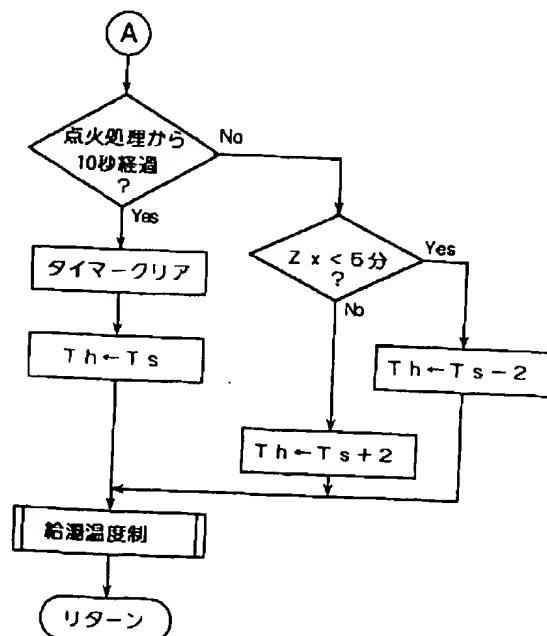 A
点火処理から
10秒経過
?
No
Yes
Zx<5分
?
Yes
No
タイマークリア
Th←Ts
Th←Ts-2
Th←Ts+2
給湯温度制
リターン